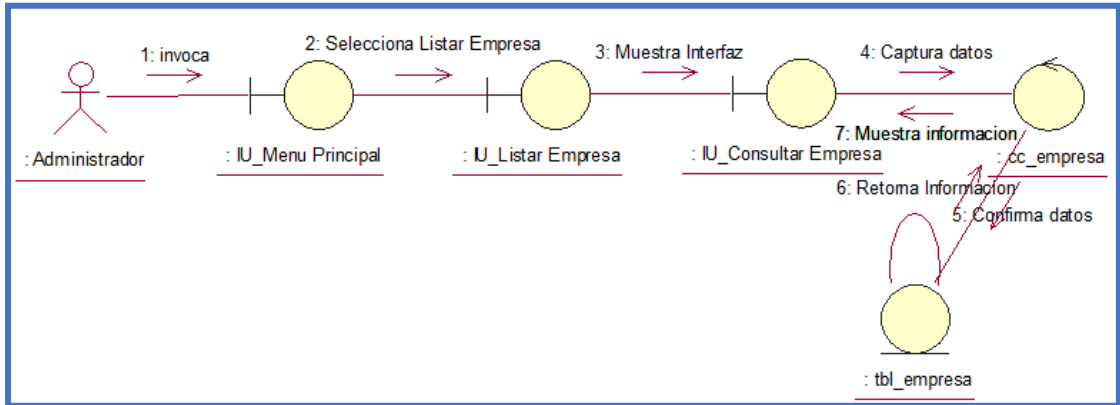 1: invoca
2: Selecciona Listar Empresa
3: Muestra Interfaz
4: Captura datos
7: Muestra informacion
: Administrador
: IU_Menu Principal
: IU_Listar Empresa
: IU_Consultar Empresa
: cc_empresa
6: Retorna Informacion
5: Confirma datos
: tbl_empresa